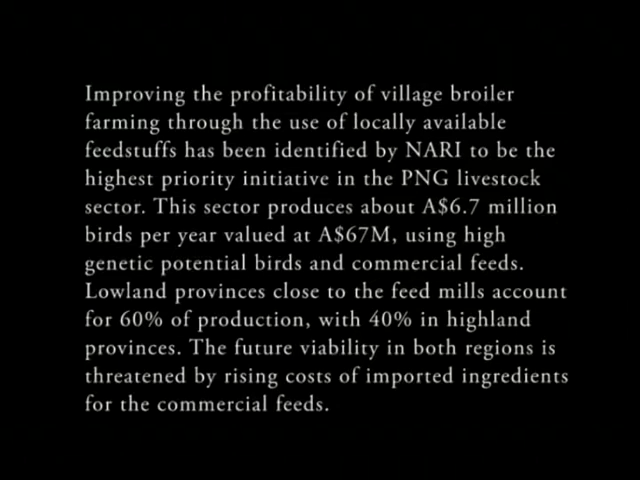 Improving the profitability of village broiler
farming through the use of locally available
feedstuffs has been identified by NARI to be the
highest priority initiative in the PNG livestock
sector. This sector produces about A$6.7 million
birds per year valued at A$67M, using high
genetic potential birds and commercial feeds.
Lowland provinces close to the feed mills account
for 60% of production, with 40% in highland
provinces. The future viability in both regions is
threatened by rising costs of imported ingredients
for the commercial feeds.